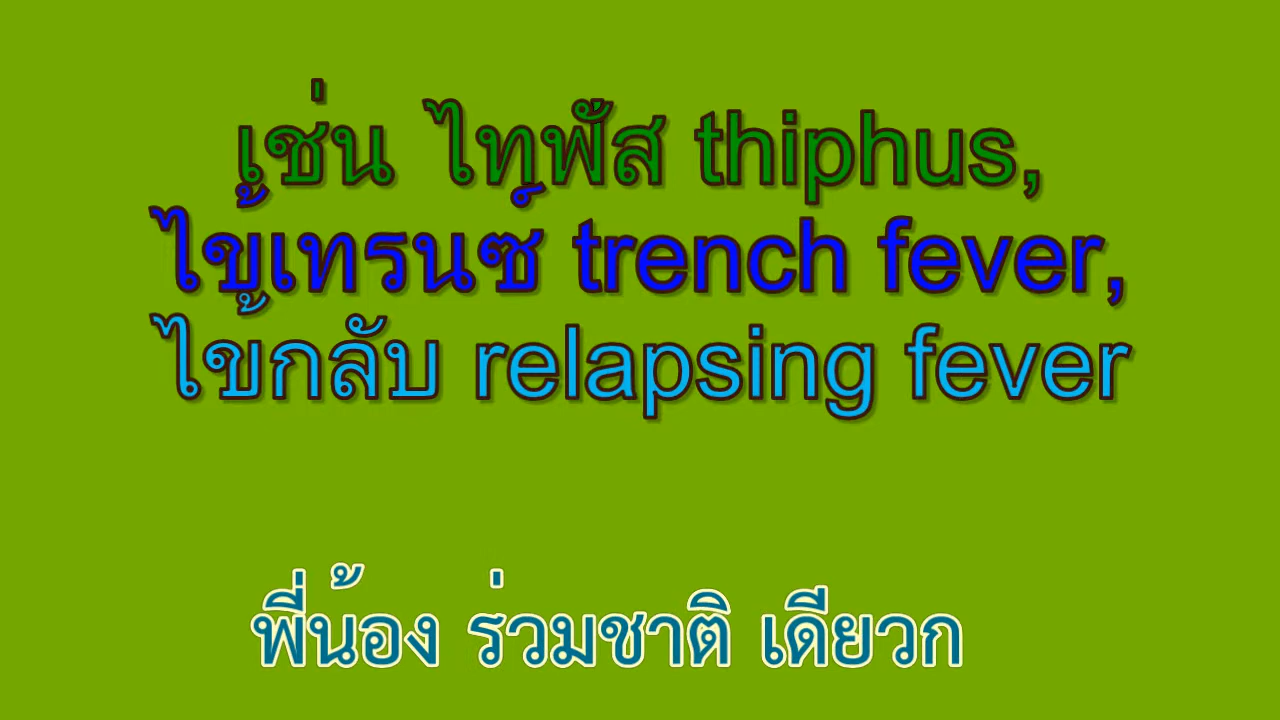 เช่น ไทพัส thiphus,
ไข้เทรนซ์ trench fever,
ไข้กลับ relapsing fever
พี่น้อง ร่วมชาติ เดียวก